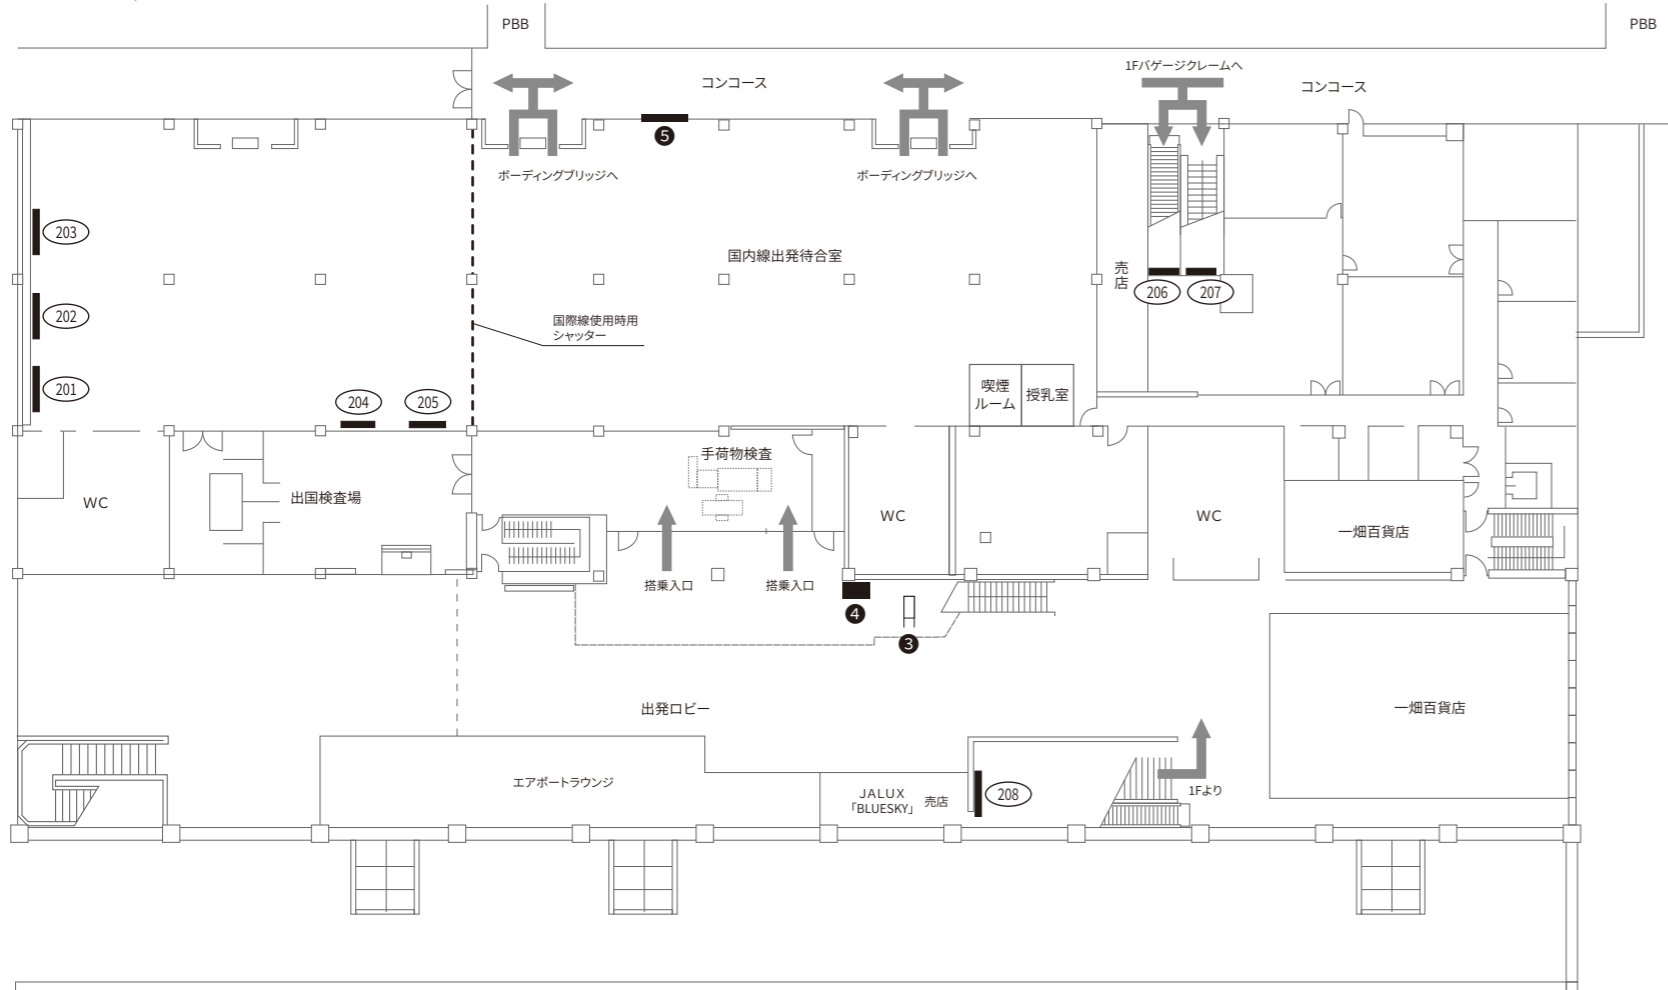 PBB
PBB
コンコース
1Fバゲージクレームへ
コンコース
❺
ボーディングブリッジへ
ボーディングブリッジへ
203
国内線出発待合室
売店
206
207
202
国際線使用時用
シャッター
201
204
205
喫煙
ルーム
授乳室
手荷物検査
WC
出国検査場
WC
WC
一畑百貨店
搭乗入口
搭乗入口
❹
❸
出発ロビー
一畑百貨店
エアポートラウンジ
JALUX
「BLUESKY」 売店
208
1Fより